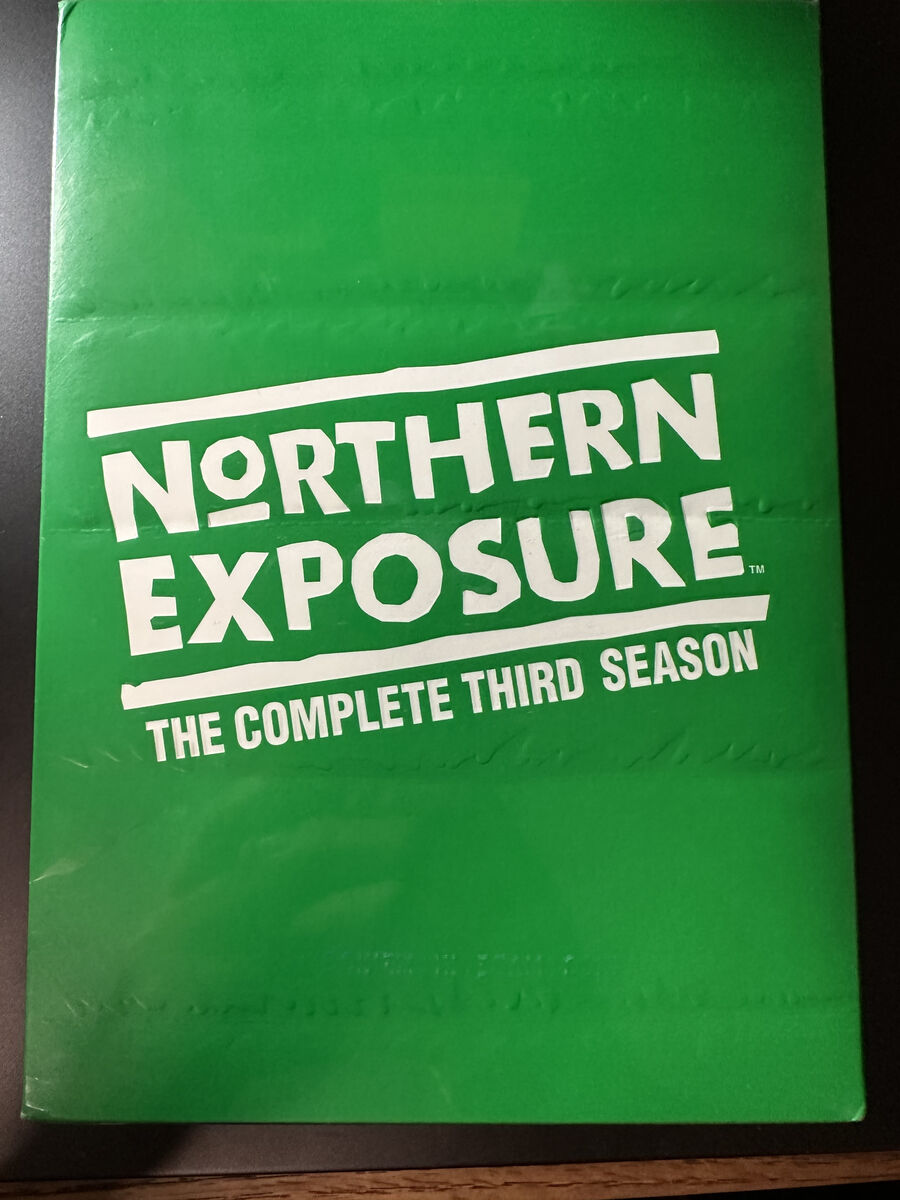 NORTHERN
EXPOSURE™
THE COMPLETE THIRD SEASON